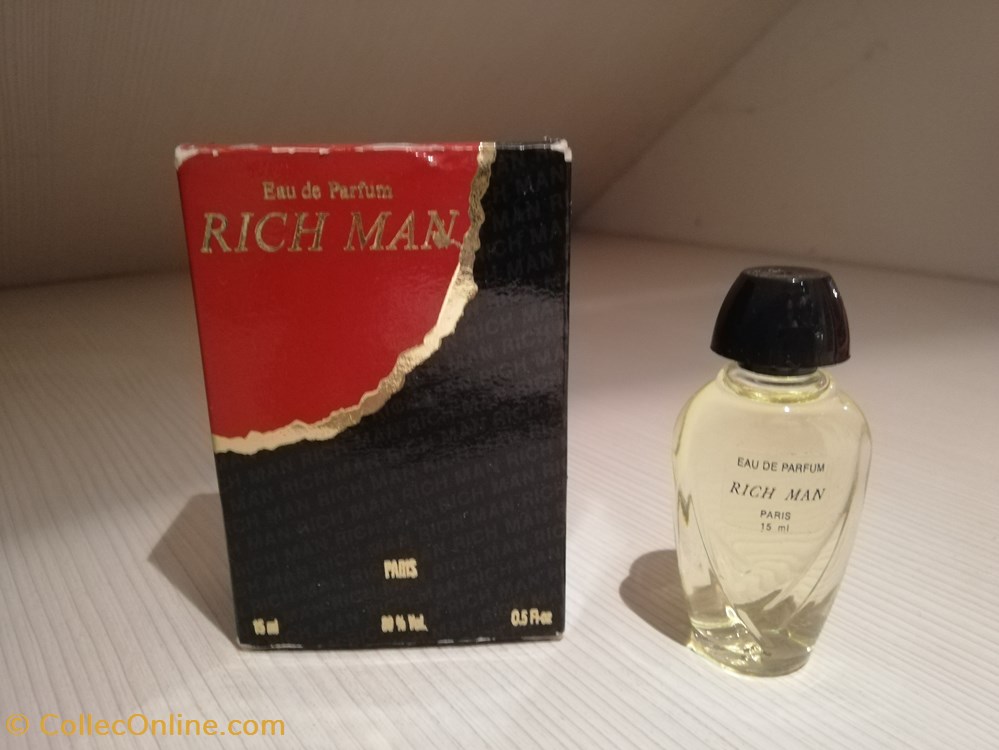 Eau de Parfum
RICH MAN
PARIS
15 ml
80 % Vol.
0.5 Fl-oz
EAU DE PARFUM
RICH MAN
PARIS
15 ml
© CollecOnline.com